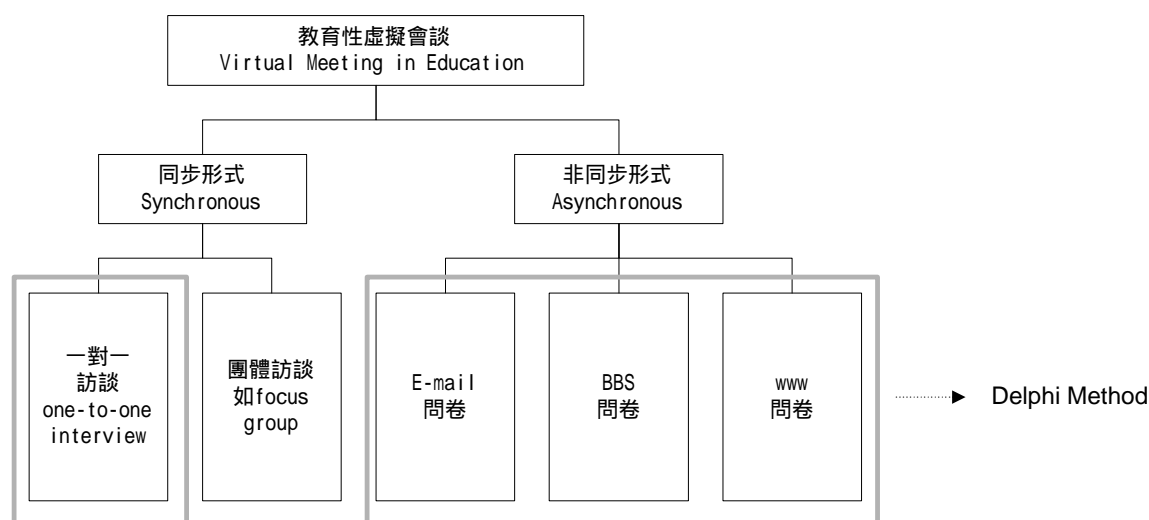 教育性虛擬會談
Virtual Meeting in Education
同步形式
Synchronous
非同步形式
Asynchronous
一對一
訪談
one-to-one
interview
團體訪談
如focus
group
E-mail
問卷
BBS
問卷
www
問卷
Delphi Method